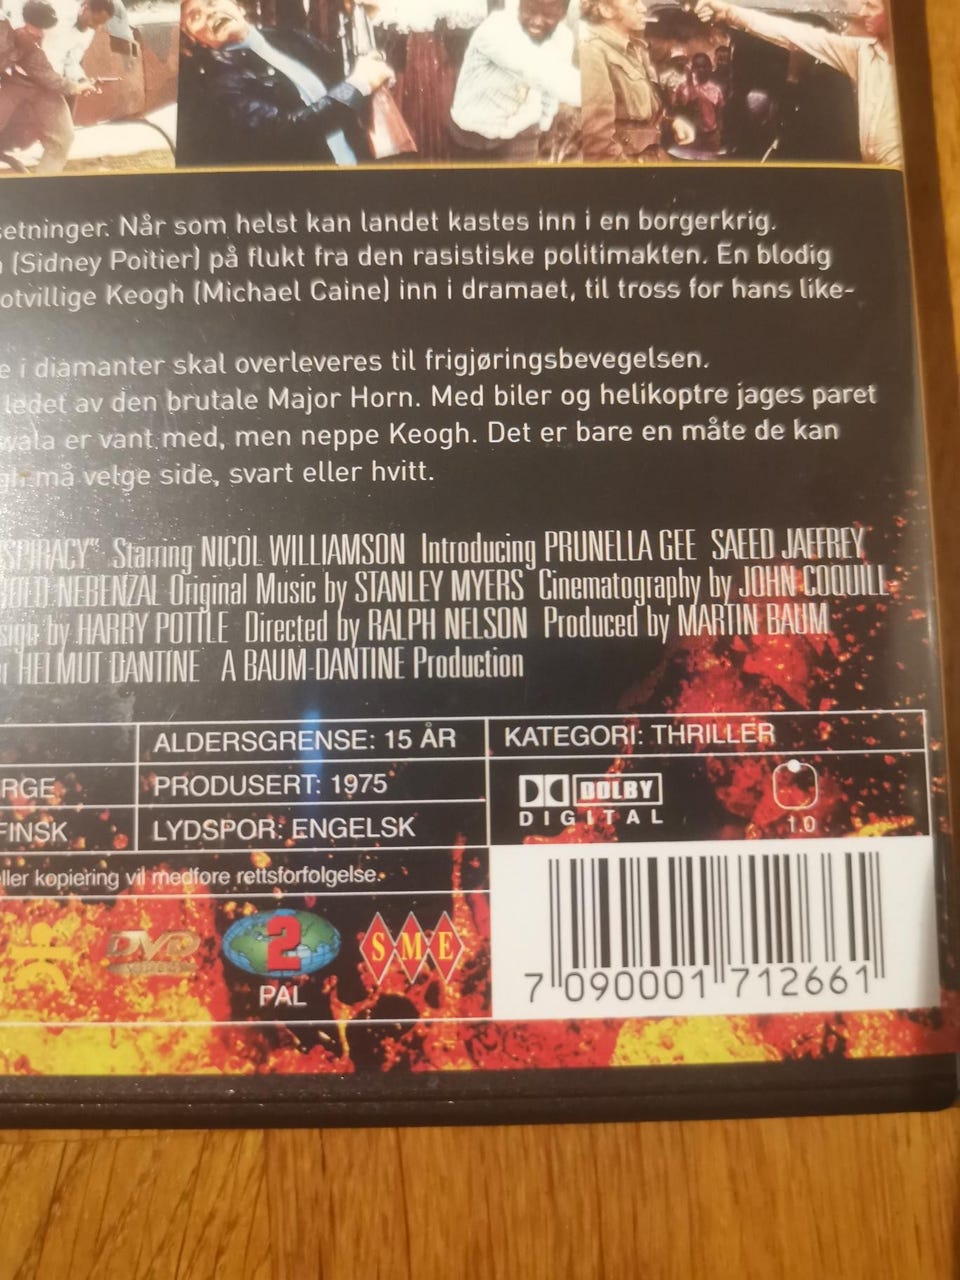 setninger. Når som helst kan landet kastes inn i en borgerkrig.
(Sidney Poitier) på flukt fra den rasistiske politimakten. En blodig
otvillige Keogh (Michael Caine) inn i dramaet, til tross for hans like-
e i diamanter skal overleveres til frigjøringsbevegelsen.
ledet av den brutale Major Horn. Med biler og helikoptre jages paret
wala er vant med, men neppe Keogh. Det er bare en måte de kan
må velge side, svart eller hvitt.
SPIRACY" Starring NICOL WILLIAMSON Introducing PRUNELLA GEE SAEED JAFFREY
NEBENZAL Original Music by STANLEY MYERS Cinematography by JOHN COQUILL
sign by HARRY POTTLE Directed by RALPH NELSON Produced by MARTIN BAUM
HELMUT DANTINE A BAUM-DANTINE Production
ALDERSGRENSE: 15 ÅR KATEGORI: THRILLER
RGE PRODUSERT: 1975 DOLBY
DIGITAL 1.0
FINSK LYDSPOR: ENGELSK
ller kopiering vil medføre rettsforfølgelse.
DVD 2 SME
PAL
7 090001 712661